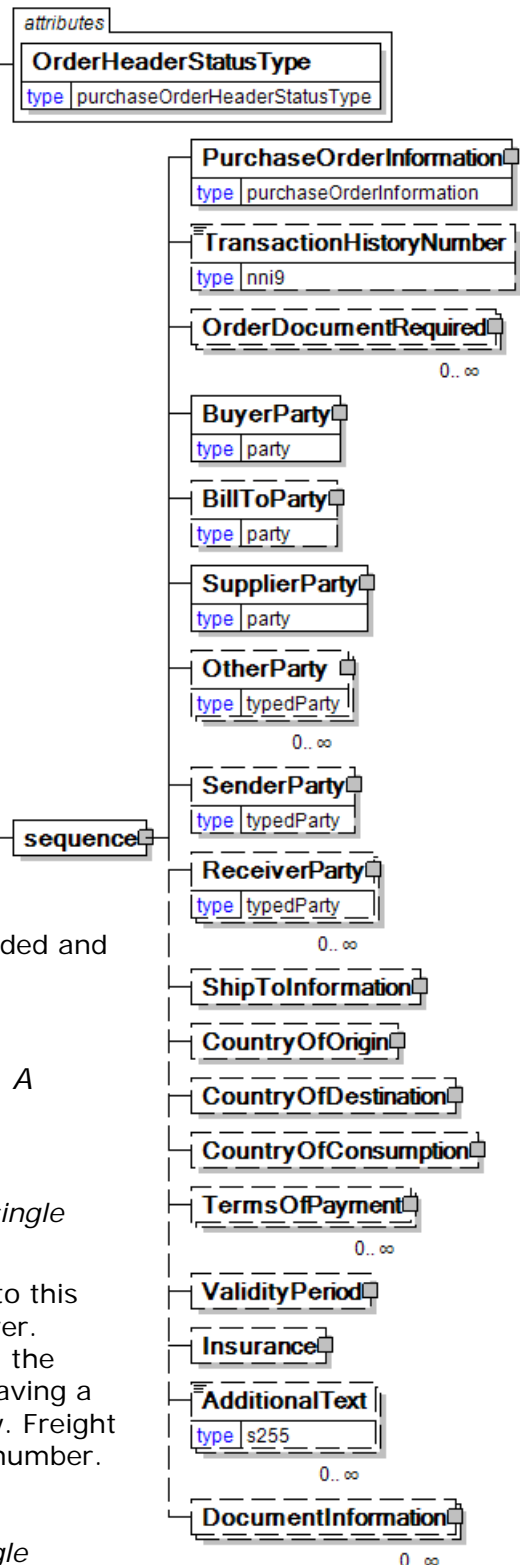 attributes
OrderHeaderStatusType
type purchaseOrderHeaderStatusType
PurchaseOrderInformation
type purchaseOrderInformation
TransactionHistoryNumber
type nni9
OrderDocumentRequired
0.. ∞
BuyerParty
type party
BillToParty
type party
SupplierParty
type party
OtherParty
type typedParty
0.. ∞
SenderParty
type typedParty
sequence
ReceiverParty
type typedParty
0.. ∞
ded and
ShipToInformation
CountryOfOrigin
A
CountryOfDestination
CountryOfConsumption
ingle
TermsOfPayment
0.. ∞
to this
ValidityPeriod
er.
Insurance
the
aving a
AdditionalText
type s255
. Freight
number.
0.. ∞
DocumentInformation
gle
0.. ∞